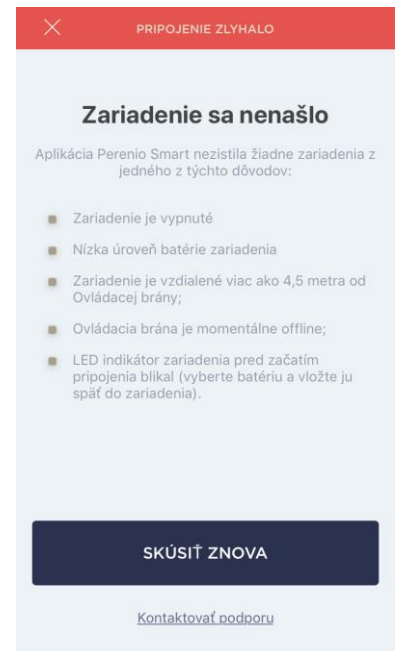 PRIPOJENIE ZLYHALO
Zariadenie sa nenašlo
Aplikácia Perenio Smart nezistila žiadne zariadenia z
jedného z týchto dôvodov:
Zariadenie je vypnuté
Nízka úroveň batérie zariadenia
Zariadenie je vzdialené viac ako 4,5 metra od
Ovládacej brány;
Ovládacia brána je momentálne offline;
LED indikátor zariadenia pred začatím
pripojenia blikal (vyberte batériu a vložte ju
späť do zariadenia).
SKÚSIŤ ZNOVA
Kontaktovať podporu